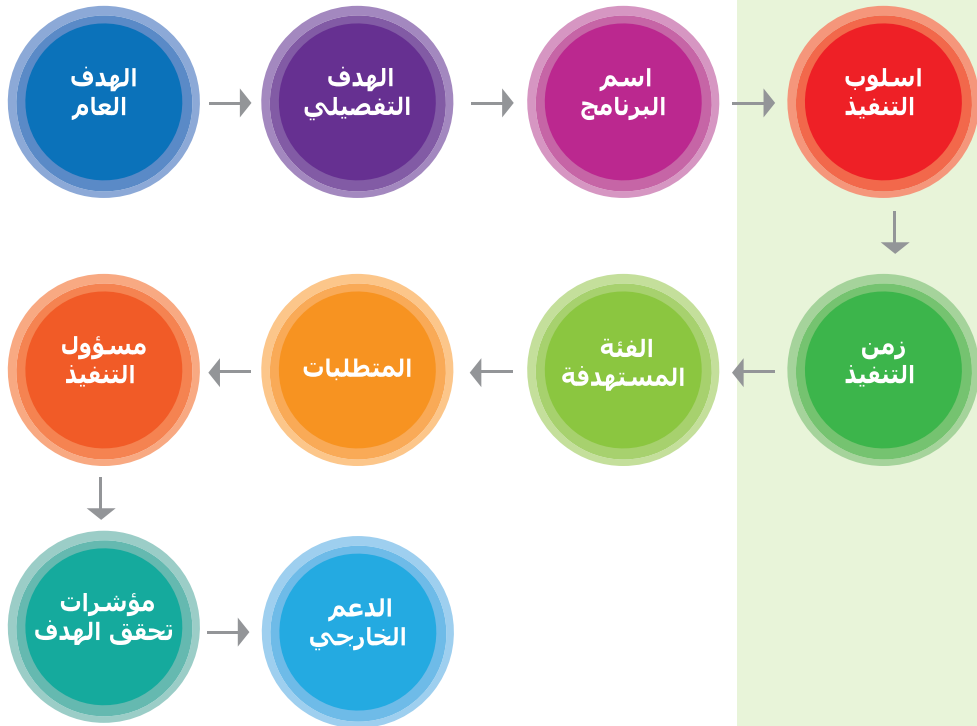 الهدف
العام
الهدف
التفصيلي
اسم
البرنامج
اسلوب
التنفيذ
زمن
التنفيذ
الفئة
المستهدفة
المتطلبات
مسؤول
التنفيذ
مؤشرات
تحقق الهدف
الدعم
الخارجي